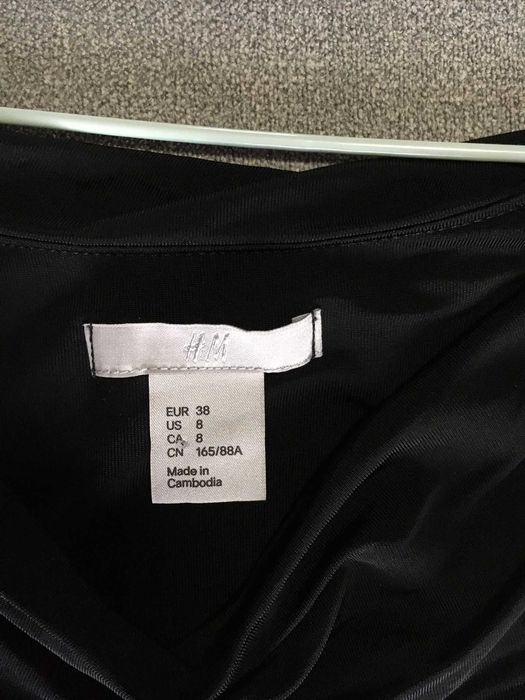 H&M
EUR 38
US 8
CA 8
CN 165/88A
Made in
Cambodia